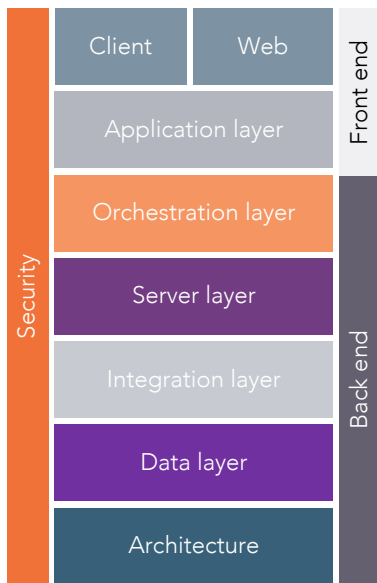 Client
Web
Application layer
Orchestration layer
Server layer
Integration layer
Data layer
Architecture
Security
Front end
Back end